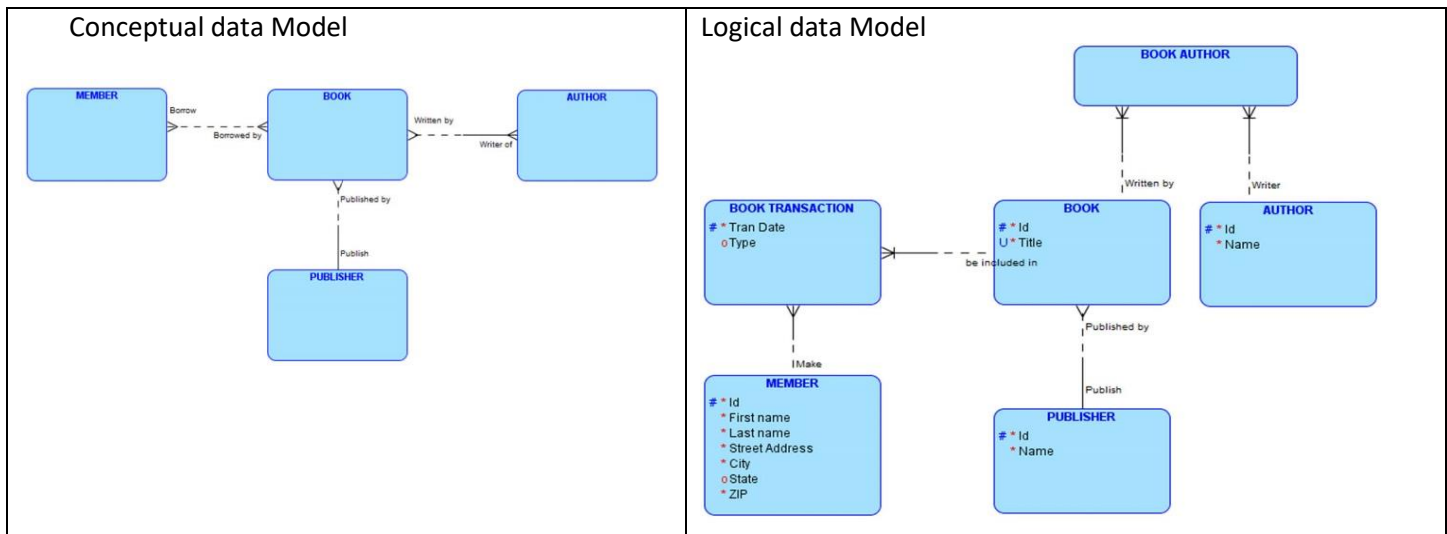 Conceptual data Model
MEMBER
Borrow
Borrowed by
BOOK
Written by
Writer of
AUTHOR
Published by
Publish
PUBLISHER
Logical data Model
BOOK AUTHOR
Written by
Writer
BOOK TRANSACTION
# * Tran Date
o Type
be included in
BOOK
# * Id
U * Title
AUTHOR
# * Id
* Name
Make
MEMBER
# * Id
* First name
* Last name
* Street Address
* City
o State
* ZIP
Published by
Publish
PUBLISHER
# * Id
* Name